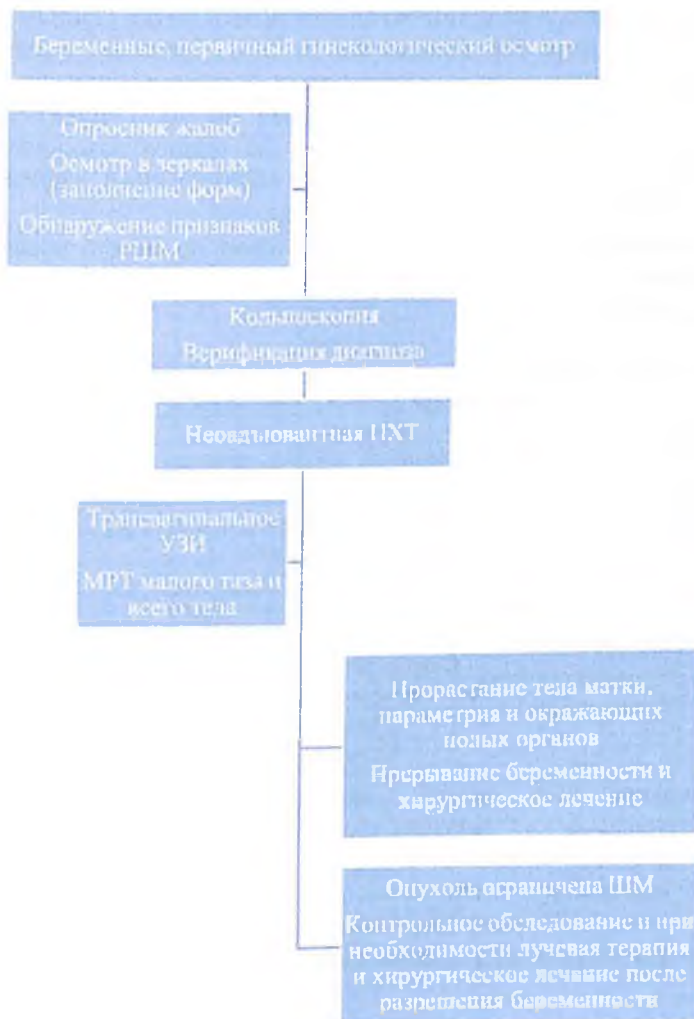 Беременные, первичный гинекологический осмотр
Опросник жалоб
Осмотр в зеркалах
(заполнение форм)
Обнаружение признаков
РШМ
Кольпоскопия
Верификация диагноза
Неоадъювантная ПХТ
Трансвагинальное
УЗИ
МРТ малого таза и
всего тела
Прорастание тела матки,
параметрия и окружающих
полых органов
Прерывание беременности и
хирургическое лечение
Опухоль ограничена ШМ
Контрольное обследование и при
необходимости лучевая терапия
и хирургическое лечение после
разрешения беременности